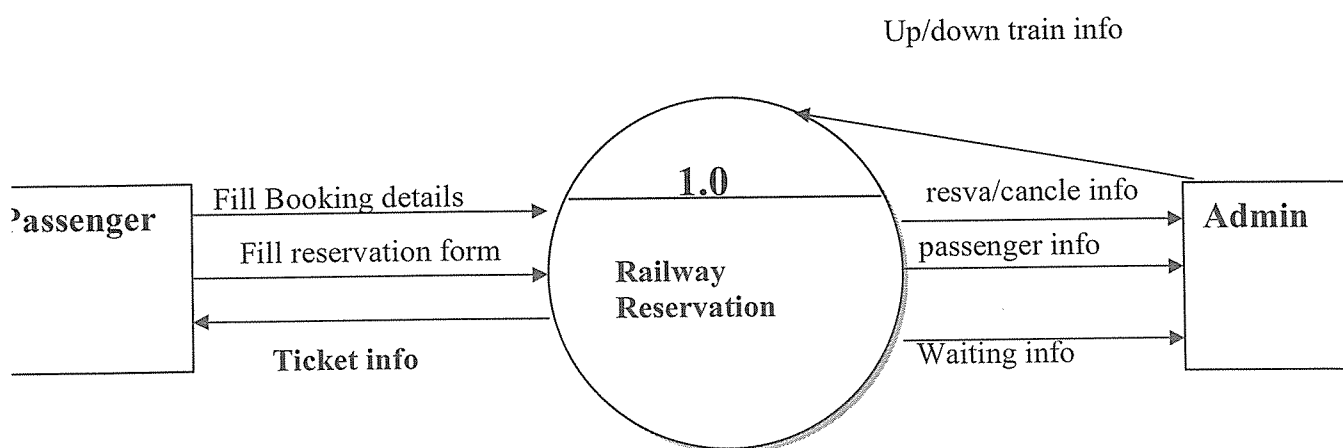 Up/down train info
1.0
Fill Booking details
resva/cancle info
Passenger
Admin
Fill reservation form
passenger info
Railway
Reservation
Ticket info
Waiting info